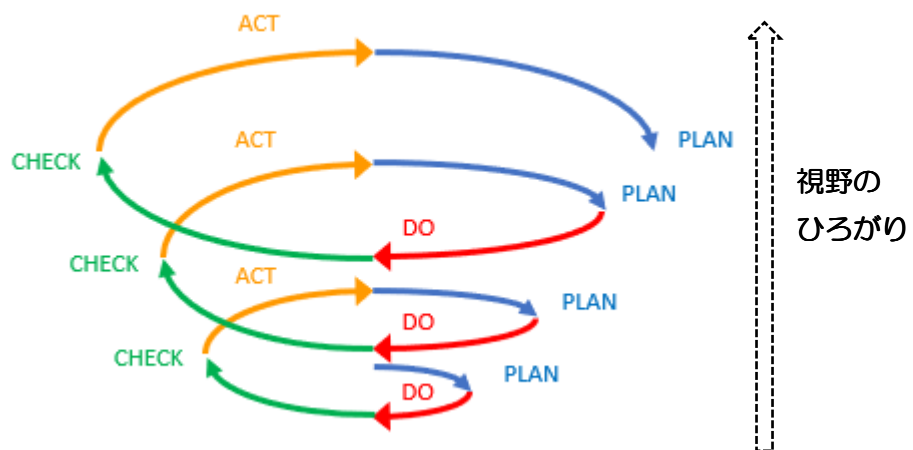 ACT
PLAN
CHECK
ACT
PLAN
DO
CHECK
ACT
PLAN
DO
CHECK
PLAN
DO
視野の
ひろがり